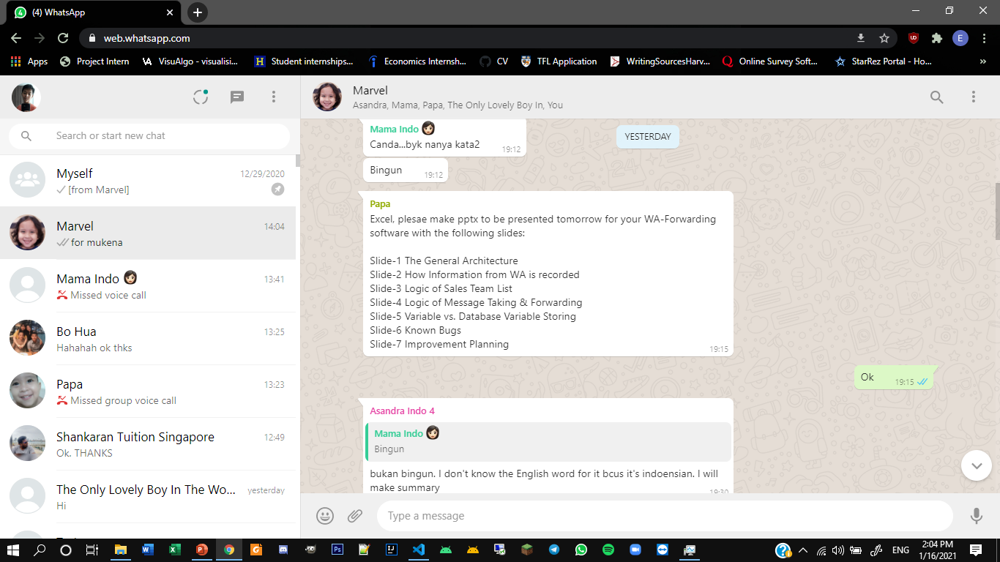 (4) WhatsApp
web.whatsapp.com
Apps
Project Intern
VisuAlgo - visualisi...
Student internships...
Economics Internsh...
CV
TFL Application
WritingSourcesHarv...
Online Survey Soft...
StarRez Portal - Ho...
E
Search or start new chat
Myself
12/29/2020
[from Marvel]
Marvel
14:04
for mukena
Mama Indo
13:41
Missed voice call
Bo Hua
13:25
Hahahah ok thks
Papa
13:23
Missed group voice call
Shankaran Tuition Singapore
12:49
Ok. THANKS
The Only Lovely Boy In The Wo...
yesterday
Hi
Marvel
Asandra, Mama, Papa, The Only Lovely Boy In, You
YESTERDAY
Mama Indo
Canda...byk nanya kata2
19:12
Bingun
19:12
Papa
Excel, plesae make pptx to be presented tomorrow for your WA-Forwarding
software with the following slides:
Slide-1 The General Architecture
Slide-2 How Information from WA is recorded
Slide-3 Logic of Sales Team List
Slide-4 Logic of Message Taking & Forwarding
Slide-5 Variable vs. Database Variable Storing
Slide-6 Known Bugs
Slide-7 Improvement Planning
19:15
Ok
19:15
Asandra Indo 4
Mama Indo
Bingun
bukan bingun. I don't know the English word for it bcus it's indoensian. I will
make summary
19:30
Type a message
ENG
2:04 PM
1/16/2021